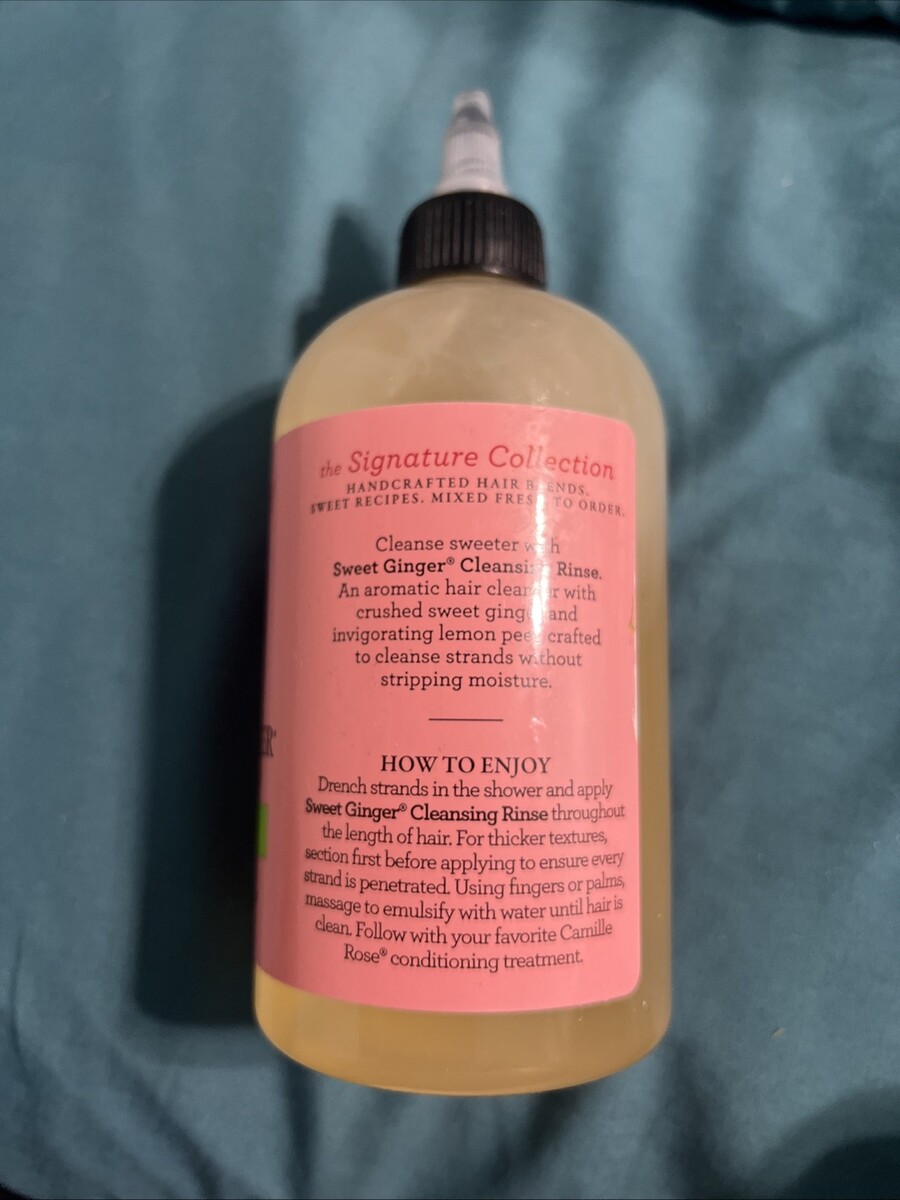 the Signature Collection
HANDCRAFTED HAIR BLENDS.
SWEET RECIPES. MIXED FRESH TO ORDER.
Cleanse sweeter with
Sweet Ginger® Cleansing Rinse.
An aromatic hair cleanser with
crushed sweet ginger and
invigorating lemon peel crafted
to cleanse strands without
stripping moisture.
HOW TO ENJOY
Drench strands in the shower and apply
Sweet Ginger® Cleansing Rinse throughout
the length of hair. For thicker textures,
section first before applying to ensure every
strand is penetrated. Using fingers or palms,
massage to emulsify with water until hair is
clean. Follow with your favorite Camille
Rose® conditioning treatment.